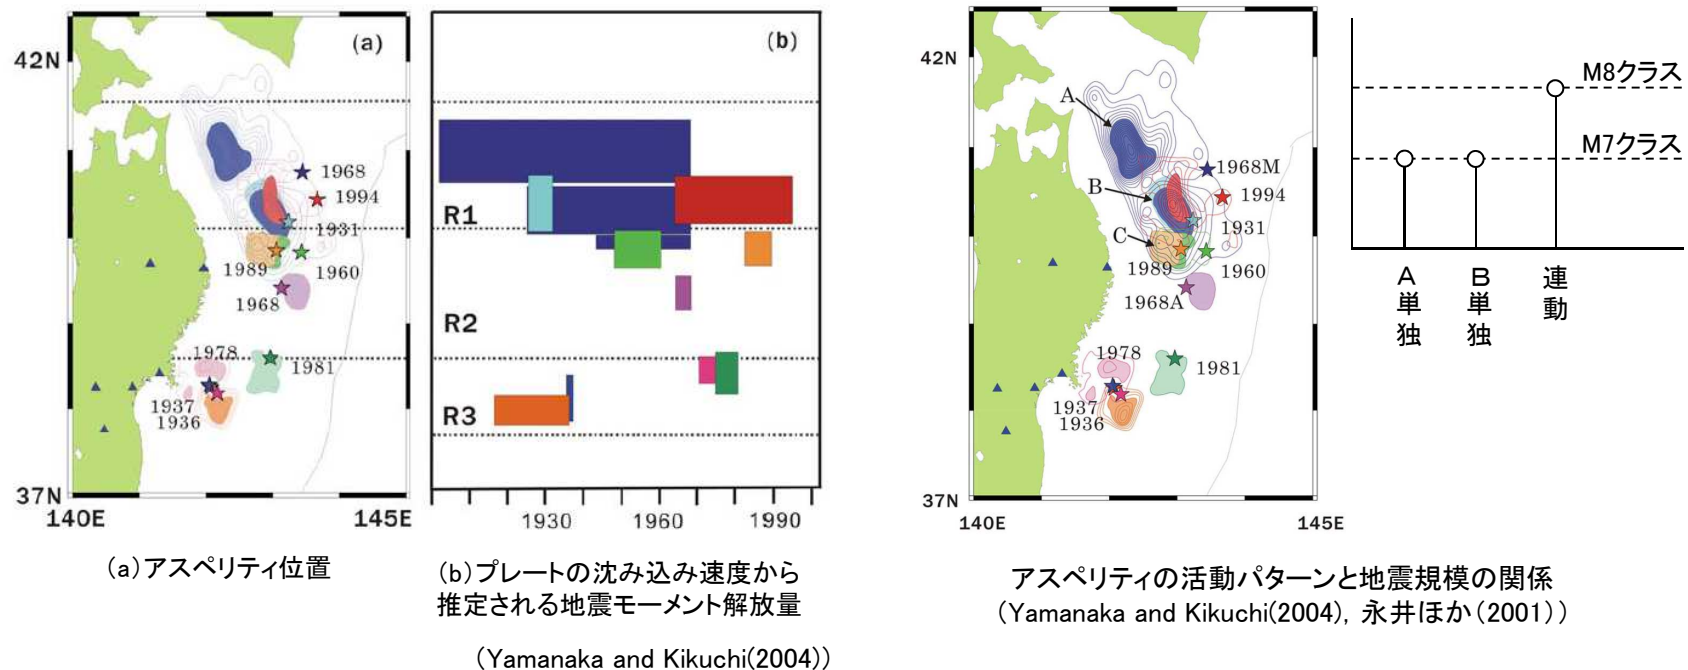 (a)
42N
1968
1994
1931
1989
1960
1968
1978
1981
1937
1936
37N
140E
145E
(a)アスペリティ位置
(b)
R1
R2
R3
1930
1960
1990
(b)プレートの沈み込み速度から
推定される地震モーメント解放量
(Yamanaka and Kikuchi(2004))
42N
A
1968M
B
1994
1931
C
1989
1960
1968A
1978
1981
1937
1936
37N
140E
145E
M8クラス
M7クラス
A単独
B単独
連動
アスペリティの活動パターンと地震規模の関係
(Yamanaka and Kikuchi(2004), 永井ほか(2001))